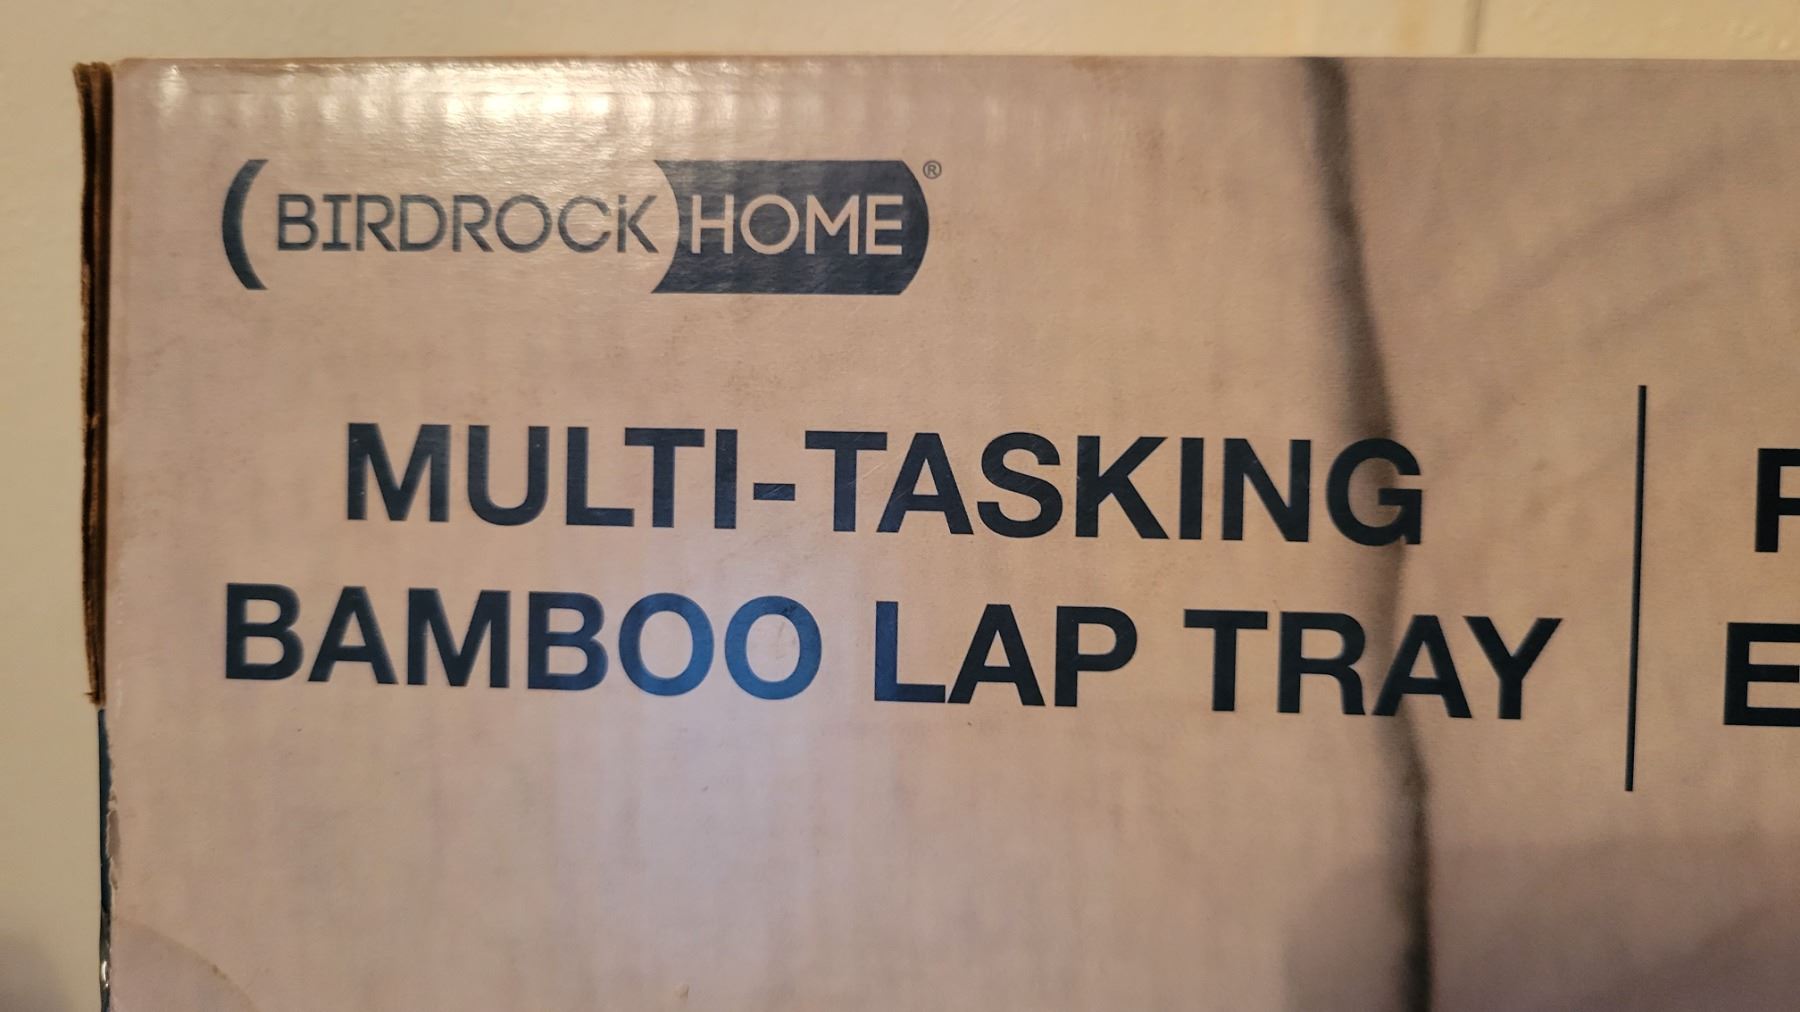 BIRDROCK HOME®
MULTI-TASKING
BAMBOO LAP TRAY